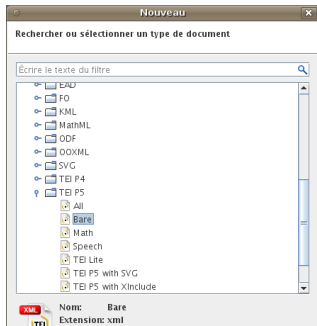 Nouveau
Rechercher ou sélectionner un type de document
Écrire le texte du filtre
EAD
FO
KML
MathML
ODF
OOXML
SVG
TEI P4
TEI P5
All
Bare
Math
Speech
TEI Lite
TEI P5 with SVG
TEI P5 with XInclude
XML
TEI
Nom: Bare
Extension: xml